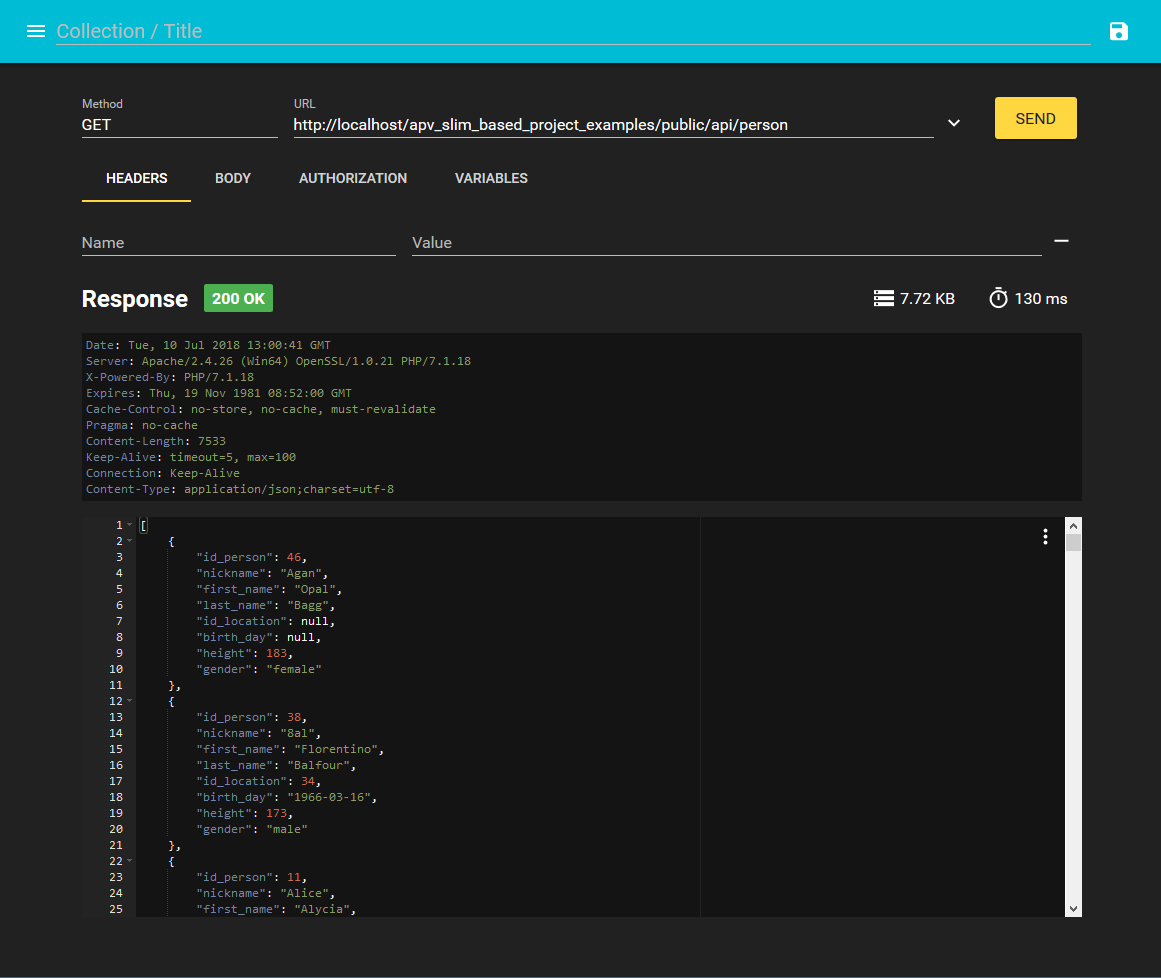 Collection / Title
Method
GET
URL
http://localhost/apv_slim_based_project_examples/public/api/person
SEND
HEADERS BODY AUTHORIZATION VARIABLES
Name Value
Response 200 OK 7.72 KB 130 ms
Date: Tue, 10 Jul 2018 13:00:41 GMT
Server: Apache/2.4.26 (Win64) OpenSSL/1.0.2l PHP/7.1.18
X-Powered-By: PHP/7.1.18
Expires: Thu, 19 Nov 1981 08:52:00 GMT
Cache-Control: no-store, no-cache, must-revalidate
Pragma: no-cache
Content-Length: 7533
Keep-Alive: timeout=5, max=100
Connection: Keep-Alive
Content-Type: application/json;charset=utf-8
1 [
2 {
3 "id_person": 46,
4 "nickname": "Agan",
5 "first_name": "Opal",
6 "last_name": "Bagg",
7 "id_location": null,
8 "birth_day": null,
9 "height": 183,
10 "gender": "female"
11 },
12 {
13 "id_person": 38,
14 "nickname": "8al",
15 "first_name": "Florentino",
16 "last_name": "Balfour",
17 "id_location": 34,
18 "birth_day": "1966-03-16",
19 "height": 173,
20 "gender": "male"
21 },
22 {
23 "id_person": 11,
24 "nickname": "Alice",
25 "first_name": "Alycia",